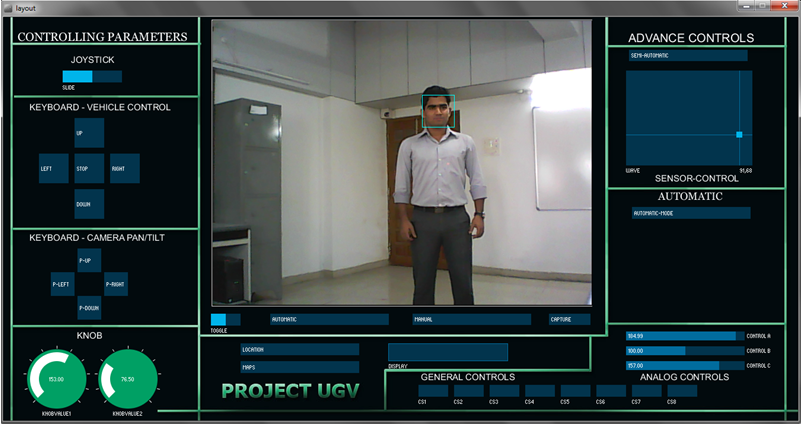 layout
CONTROLLING PARAMETERS
JOYSTICK
SLIDE
KEYBOARD - VEHICLE CONTROL
UP
LEFT
STOP
RIGHT
DOWN
KEYBOARD - CAMERA PAN/TILT
P-UP
P-LEFT
P-RIGHT
P-DOWN
KNOB
153.00
76.50
KNOBVALUE1
KNOBVALUE2
TOGGLE
AUTOMATIC
MANUAL
CAPTURE
LOCATION
MAPS
DISPLAY
PROJECT UGV
GENERAL CONTROLS
CS1
CS2
CS3
CS4
CS5
CS6
CS7
CS8
ADVANCE CONTROLS
SEMI-AUTOMATIC
WAVE
91,68
SENSOR-CONTROL
AUTOMATIC
AUTOMATIC-MODE
184.99 CONTROL A
100.00 CONTROL B
157.00 CONTROL C
ANALOG CONTROLS